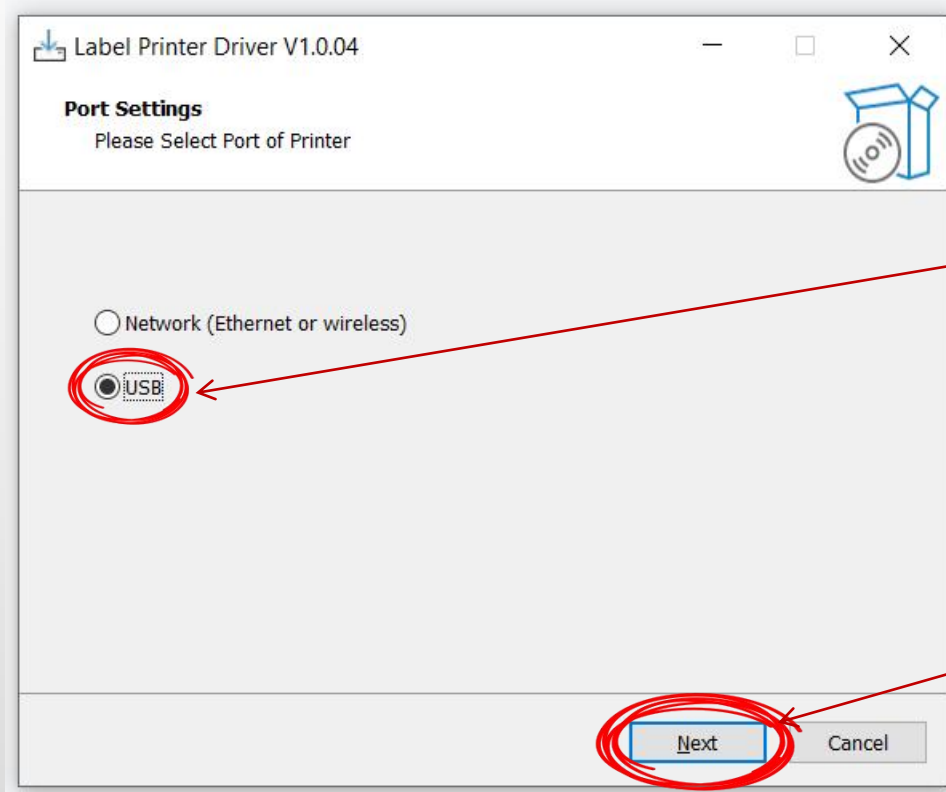 Label Printer Driver V1.0.04
Port Settings
Please Select Port of Printer
Network (Ethernet or wireless)
USB
Next
Cancel